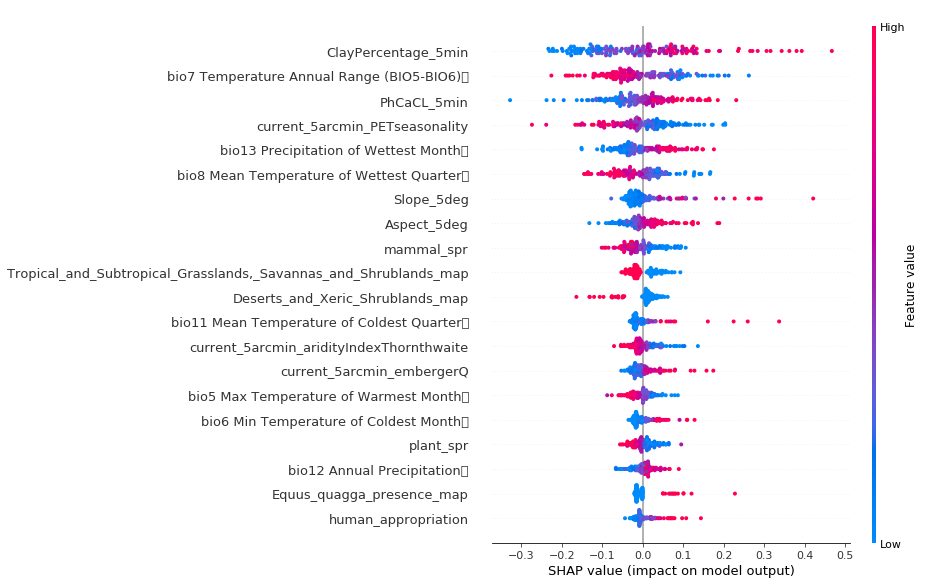 High
ClayPercentage_5min
bio7 Temperature Annual Range (BIO5-BIO6)▯
PhCaCL_5min
current_5arcmin_PETseasonality
bio13 Precipitation of Wettest Month▯
bio8 Mean Temperature of Wettest Quarter▯
Slope_5deg
Aspect_5deg
mammal_spr
Tropical_and_Subtropical_Grasslands,_Savannas_and_Shrublands_map
Deserts_and_Xeric_Shrublands_map
bio11 Mean Temperature of Coldest Quarter▯
current_5arcmin_aridityIndexThornthwaite
current_5arcmin_embergerQ
bio5 Max Temperature of Warmest Month▯
bio6 Min Temperature of Coldest Month▯
plant_spr
bio12 Annual Precipitation▯
Equus_quagga_presence_map
human_appropriation
Feature value
Low
−0.3 −0.2 −0.1 0.0 0.1 0.2 0.3 0.4 0.5
SHAP value (impact on model output)